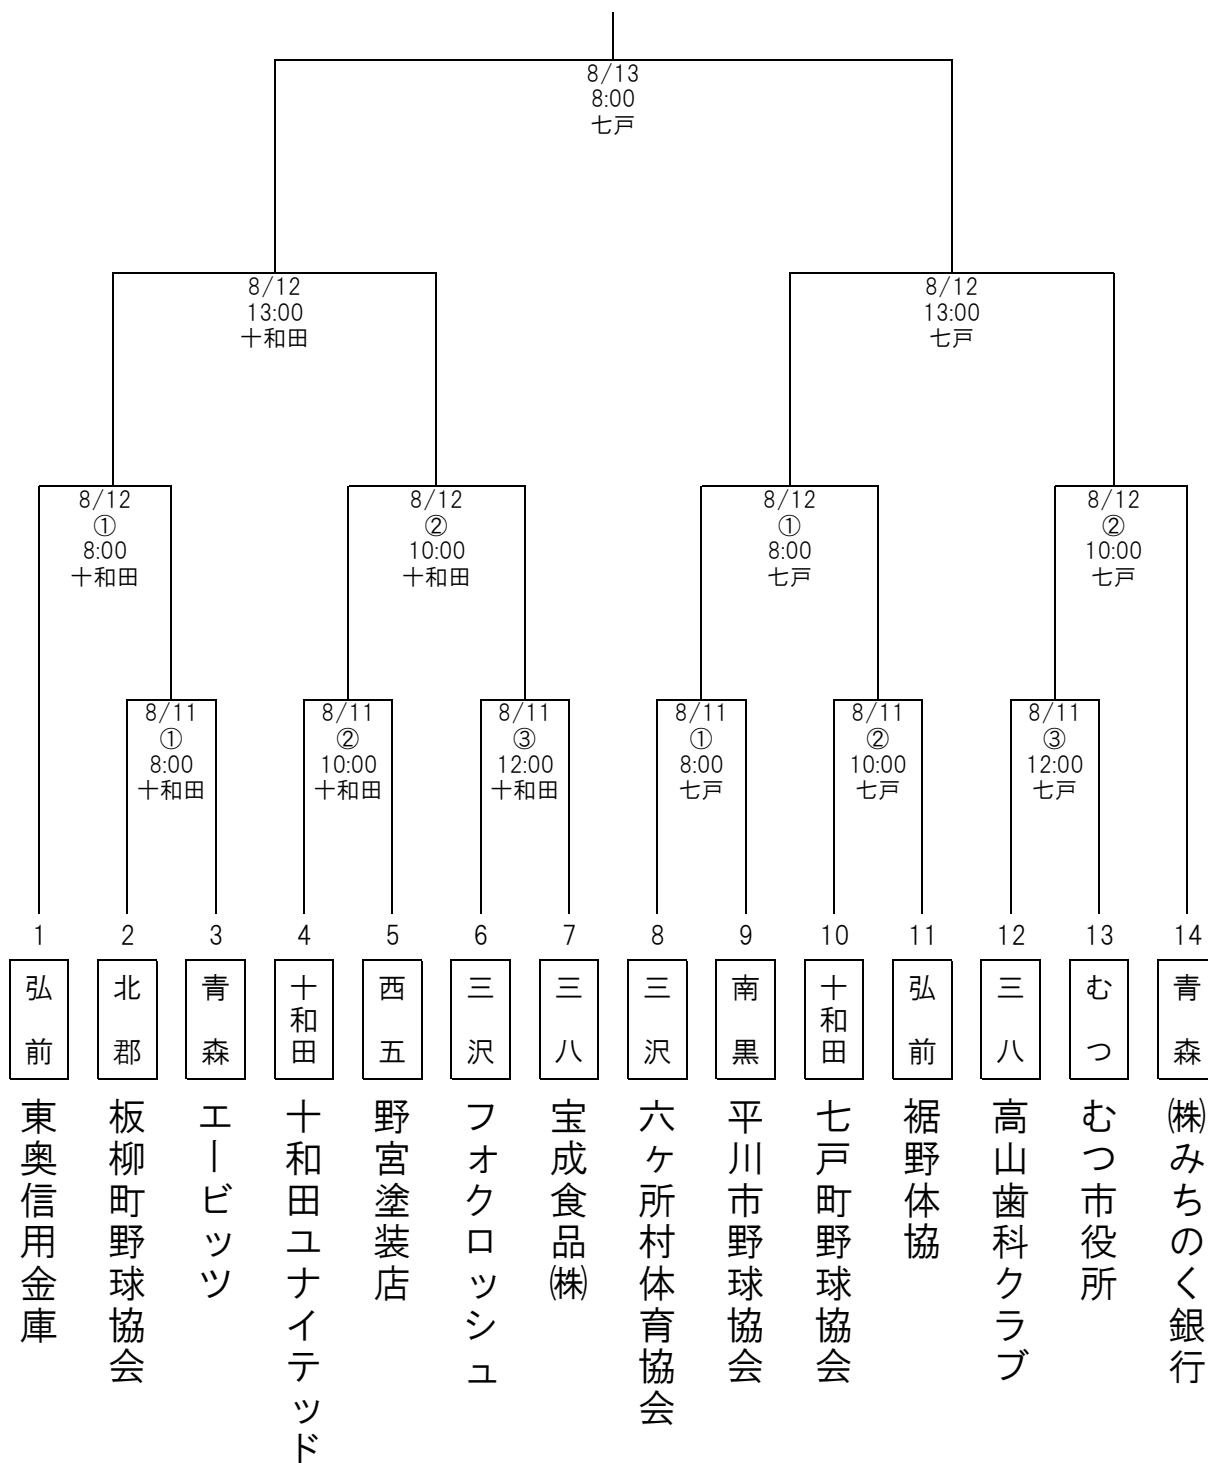 8/13
8:00
七戸
8/12
13:00
十和田
8/12
13:00
七戸
8/12
①
8:00
十和田
8/12
②
10:00
十和田
8/12
①
8:00
七戸
8/12
②
10:00
七戸
8/11
①
8:00
十和田
8/11
②
10:00
十和田
8/11
③
12:00
十和田
8/11
①
8:00
七戸
8/11
②
10:00
七戸
8/11
③
12:00
七戸
1
2
3
4
5
6
7
8
9
10
11
12
13
14
弘前
北郡
青森
十和田
西五
三沢
三八
三沢
南黒
十和田
弘前
三八
むつ
青森
東奥信用金庫
板柳町野球協会
エービッツ
十和田ユナイテッド
野宮塗装店
フォクロッシュ
宝成食品㈱
六ヶ所村体育協会
平川市野球協会
七戸町野球協会
裾野体協
高山歯科クラブ
むつ市役所
㈱みちのく銀行